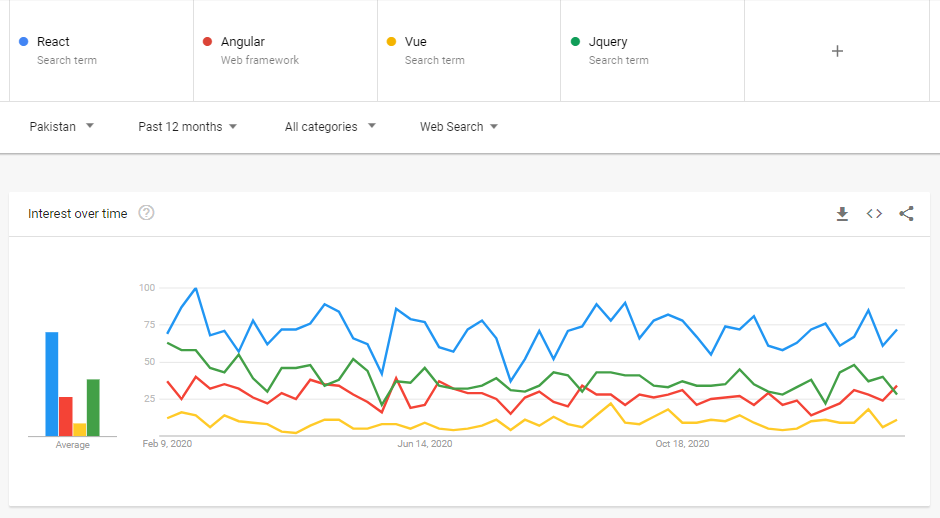 React
Search term
Angular
Web framework
Vue
Search term
Jquery
Search term
+
Pakistan
Past 12 months
All categories
Web Search
Interest over time
?
100
75
50
25
Average
Feb 9, 2020
Jun 14, 2020
Oct 18, 2020